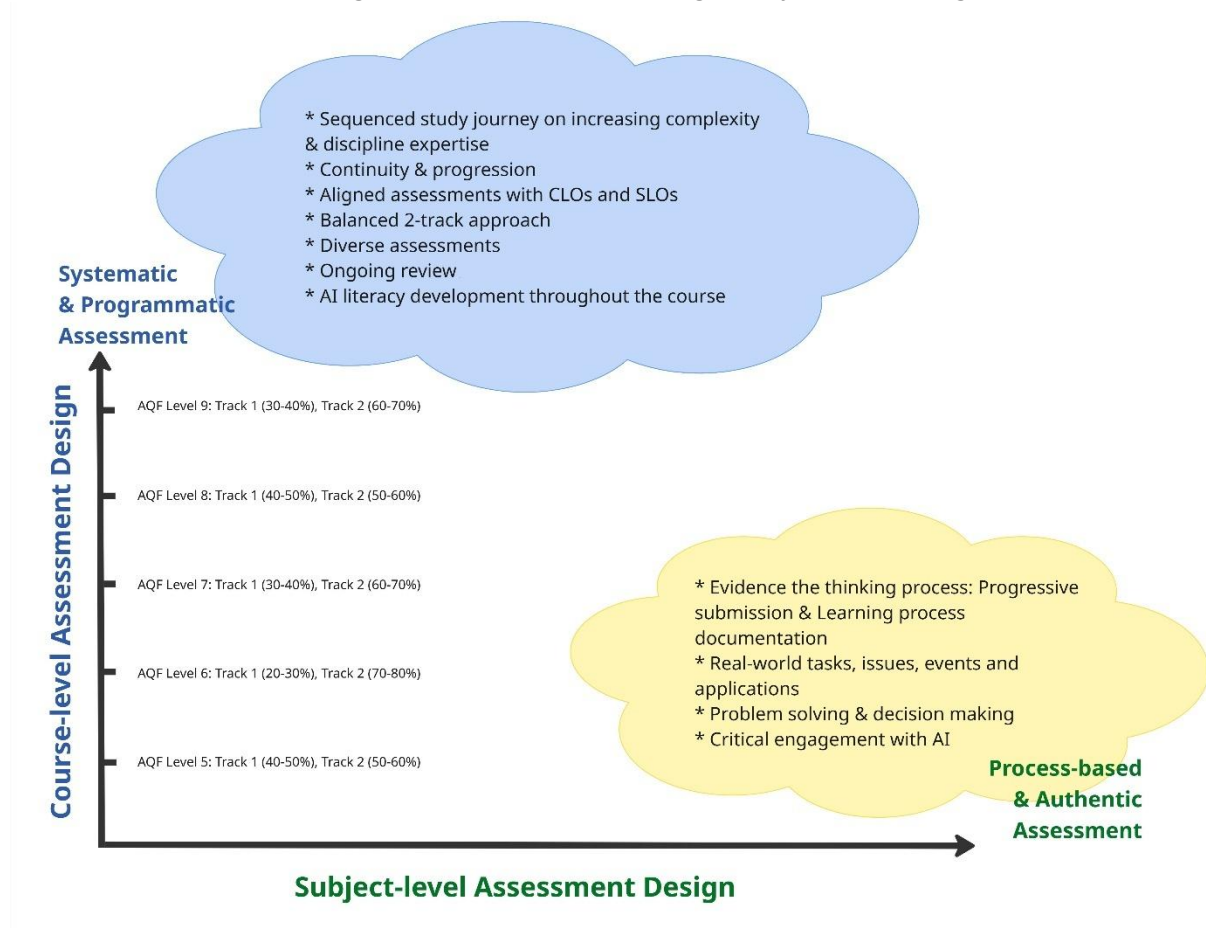 * Sequenced study journey on increasing complexity
& discipline expertise
* Continuity & progression
* Aligned assessments with CLOs and SLOs
* Balanced 2-track approach
* Diverse assessments
* Ongoing review
* AI literacy development throughout the course
Systematic
& Programmatic
Assessment
Course-level Assessment Design
AQF Level 9: Track 1 (30-40%), Track 2 (60-70%)
AQF Level 8: Track 1 (40-50%), Track 2 (50-60%)
AQF Level 7: Track 1 (30-40%), Track 2 (60-70%)
AQF Level 6: Track 1 (20-30%), Track 2 (70-80%)
AQF Level 5: Track 1 (40-50%), Track 2 (50-60%)
* Evidence the thinking process: Progressive
submission & Learning process
documentation
* Real-world tasks, issues, events and
applications
* Problem solving & decision making
* Critical engagement with AI
Process-based
& Authentic
Assessment
Subject-level Assessment Design